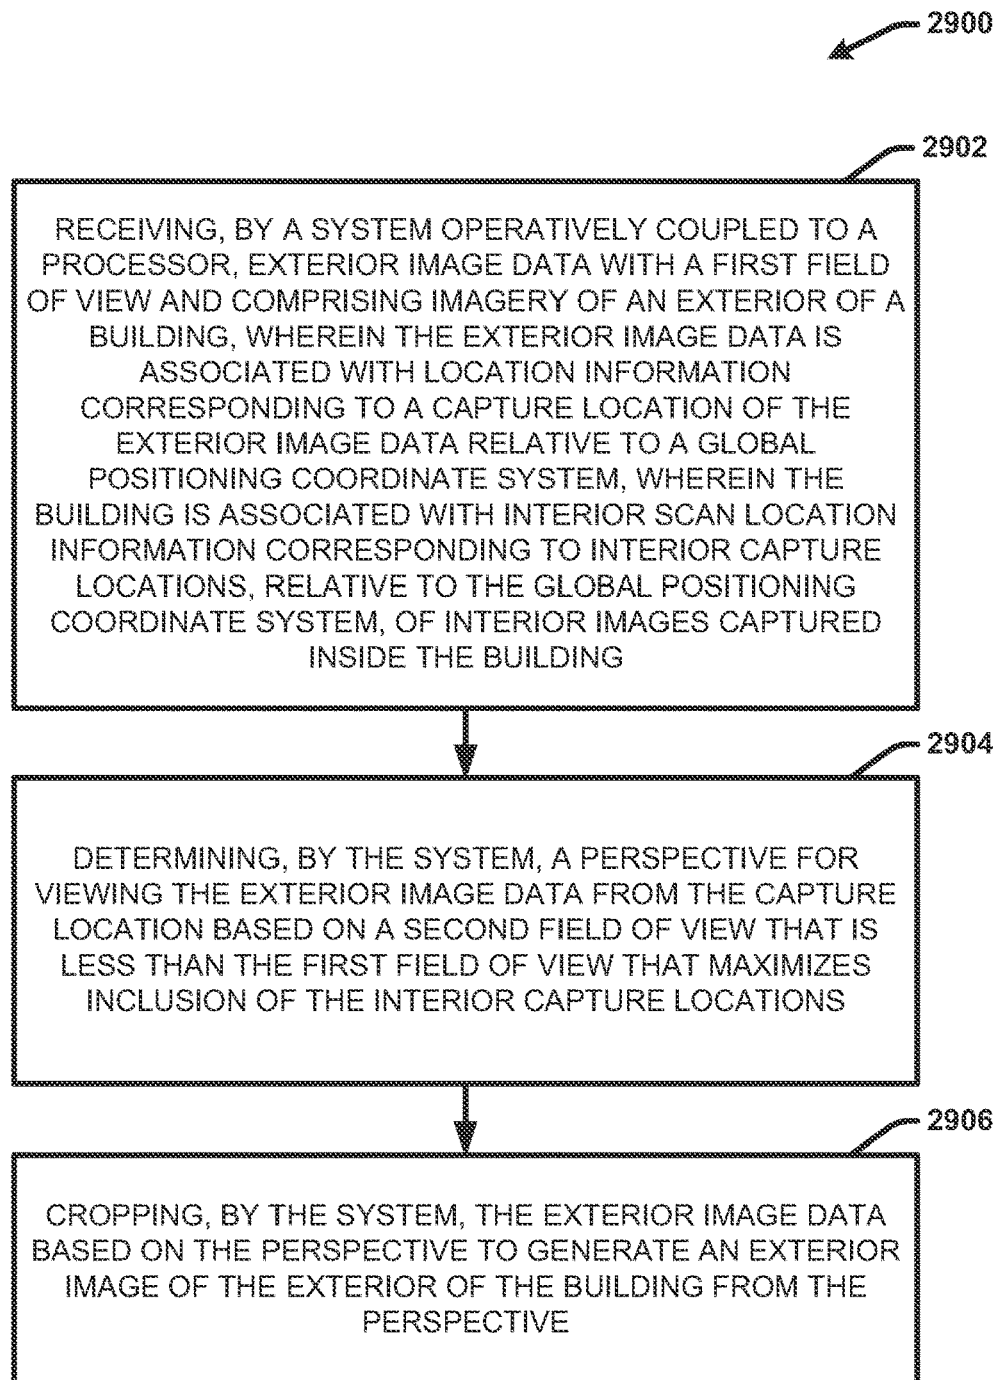 2900
2902
RECEIVING, BY A SYSTEM OPERATIVELY COUPLED TO A
PROCESSOR, EXTERIOR IMAGE DATA WITH A FIRST FIELD
OF VIEW AND COMPRISING IMAGERY OF AN EXTERIOR OF A
BUILDING, WHEREIN THE EXTERIOR IMAGE DATA IS
ASSOCIATED WITH LOCATION INFORMATION
CORRESPONDING TO A CAPTURE LOCATION OF THE
EXTERIOR IMAGE DATA RELATIVE TO A GLOBAL
POSITIONING COORDINATE SYSTEM, WHEREIN THE
BUILDING IS ASSOCIATED WITH INTERIOR SCAN LOCATION
INFORMATION CORRESPONDING TO INTERIOR CAPTURE
LOCATIONS, RELATIVE TO THE GLOBAL POSITIONING
COORDINATE SYSTEM, OF INTERIOR IMAGES CAPTURED
INSIDE THE BUILDING
2904
DETERMINING, BY THE SYSTEM, A PERSPECTIVE FOR
VIEWING THE EXTERIOR IMAGE DATA FROM THE CAPTURE
LOCATION BASED ON A SECOND FIELD OF VIEW THAT IS
LESS THAN THE FIRST FIELD OF VIEW THAT MAXIMIZES
INCLUSION OF THE INTERIOR CAPTURE LOCATIONS
2906
CROPPING, BY THE SYSTEM, THE EXTERIOR IMAGE DATA
BASED ON THE PERSPECTIVE TO GENERATE AN EXTERIOR
IMAGE OF THE EXTERIOR OF THE BUILDING FROM THE
PERSPECTIVE